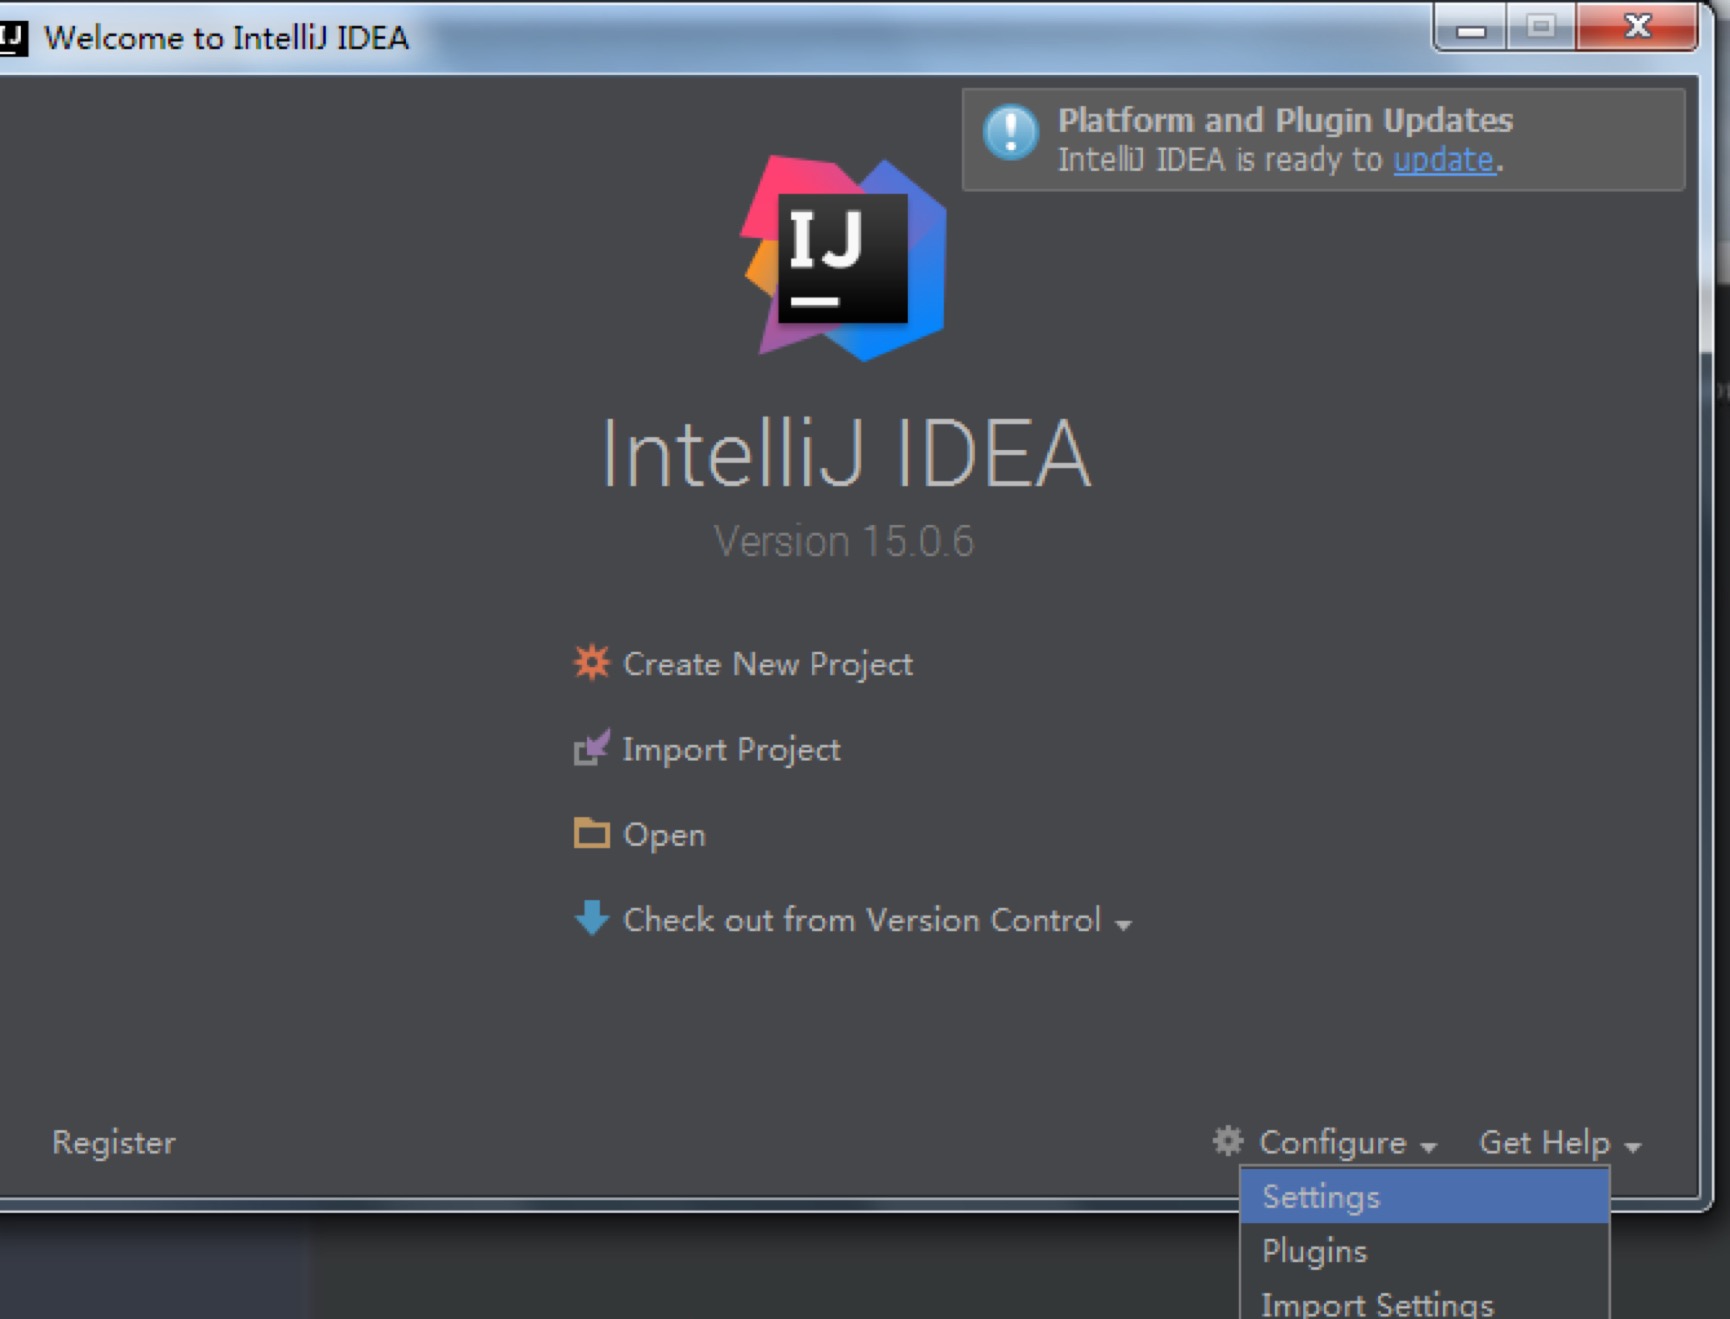 IJ
Welcome to IntelliJ IDEA
Platform and Plugin Updates
IntelliJ IDEA is ready to update.
IJ
IntelliJ IDEA
Version 15.0.6
Create New Project
Import Project
Open
Check out from Version Control
Register
Configure
Get Help
Settings
Plugins
Import Settings